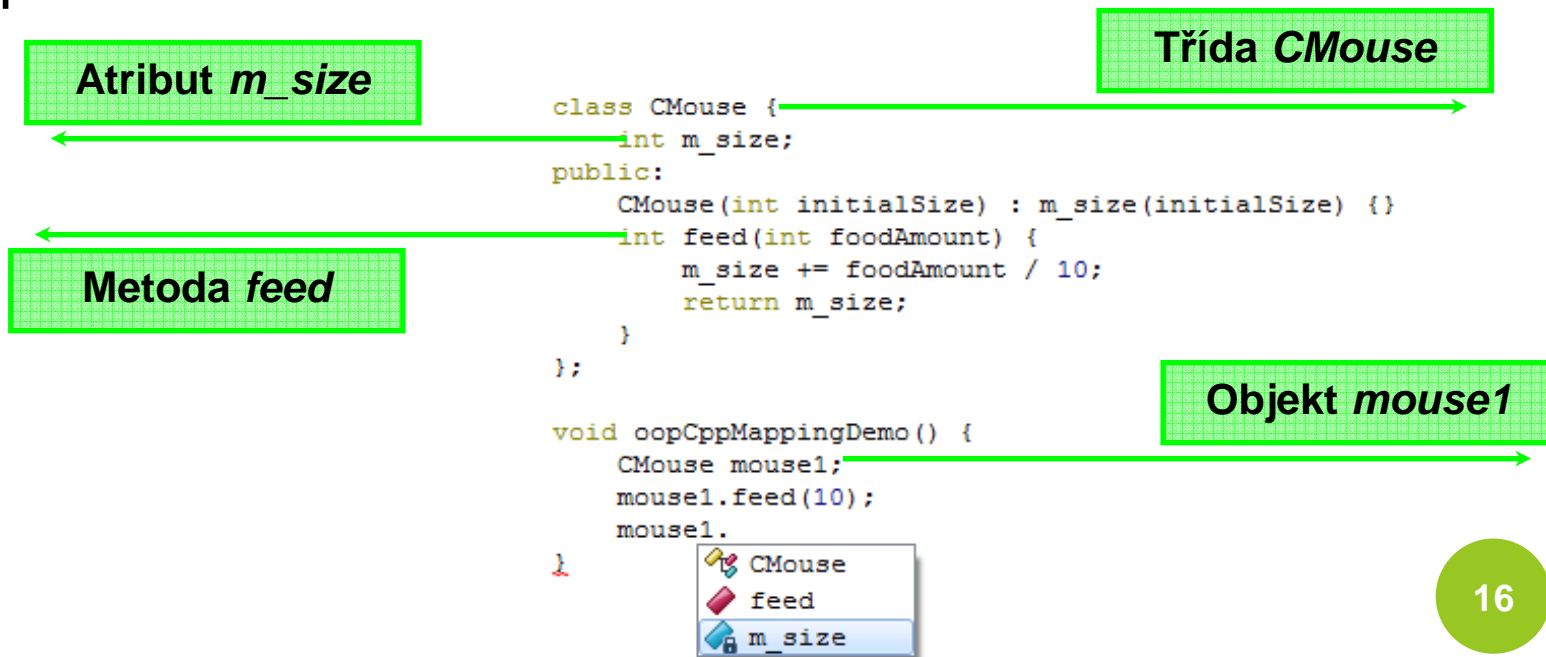 Třída CMouse
Atribut m_size
class CMouse {
    int m_size;
public:
    CMouse(int initialSize) : m_size(initialSize) {}
    int feed(int foodAmount) {
        m_size += foodAmount / 10;
        return m_size;
    }
};
Metoda feed
Objekt mouse1
void oopCppMappingDemo() {
    CMouse mouse1;
    mouse1.feed(10);
    mouse1.
}
CMouse
feed
m_size
16